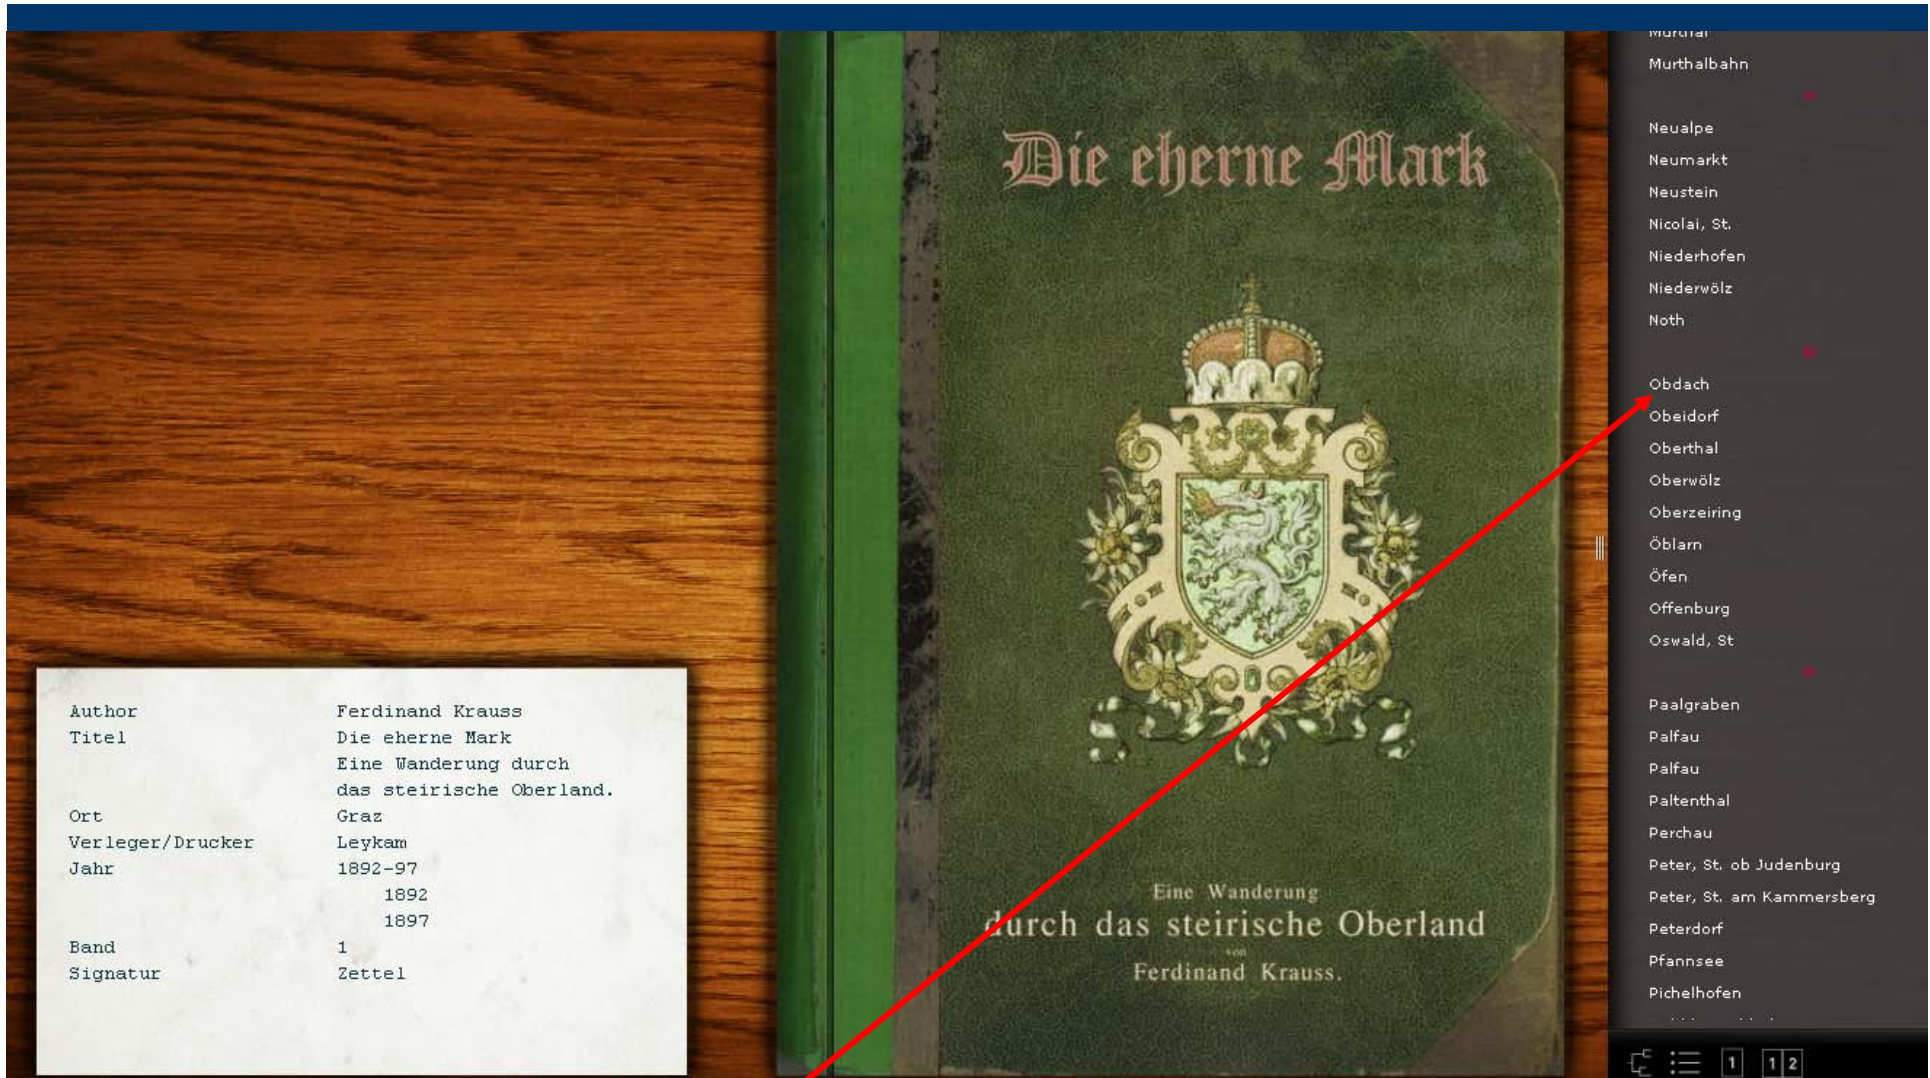 Die eherne Mark
Eine Wanderung
durch das steirische Oberland
von
Ferdinand Krauss.
Author Ferdinand Krauss
Titel Die eherne Mark
Eine Wanderung durch
das steirische Oberland.
Ort Graz
Verleger/Drucker Leykam
Jahr 1892-97
1892
1897
Band 1
Signatur Zettel
Murthal
Murthalbahn
Neualpe
Neumarkt
Neustein
Nicolai, St.
Niederhofen
Niederwölz
Noth
Obdach
Obeidorf
Oberthal
Oberwölz
Oberzeiring
Öblarn
Öfen
Offenburg
Oswald, St
Paalgraben
Palfau
Palfau
Paltenthal
Perchau
Peter, St. ob Judenburg
Peter, St. am Kammersberg
Peterdorf
Pfannsee
Pichelhofen
1
1 2